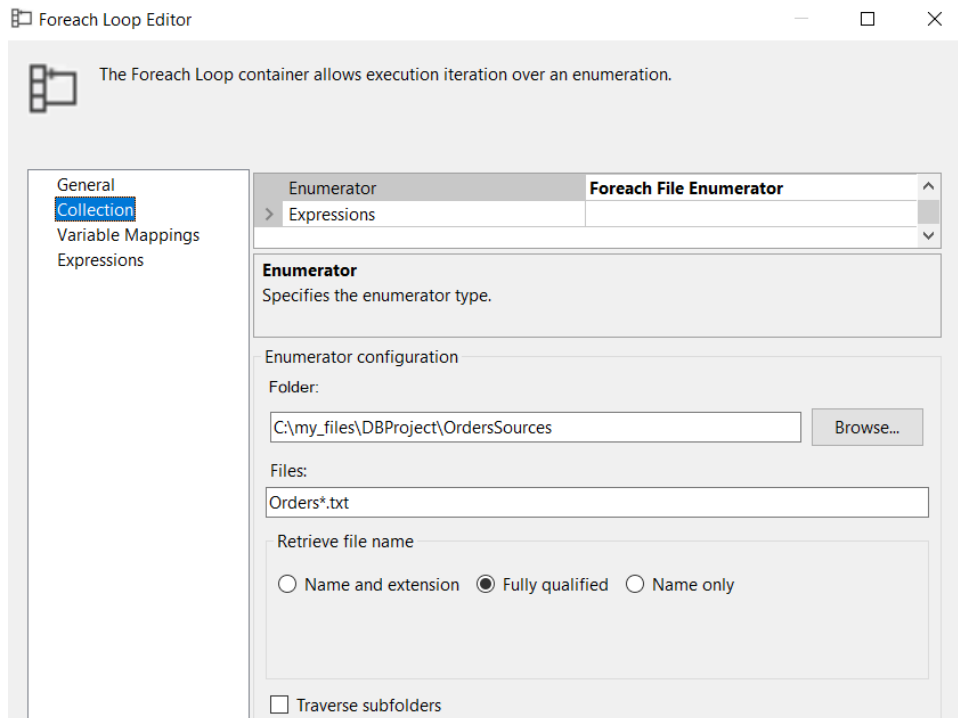 Foreach Loop Editor
The Foreach Loop container allows execution iteration over an enumeration.
General
Collection
Variable Mappings
Expressions
Enumerator Foreach File Enumerator
Expressions
Enumerator
Specifies the enumerator type.
Enumerator configuration
Folder:
C:\my_files\DBProject\OrdersSources Browse...
Files:
Orders*.txt
Retrieve file name
Name and extension Fully qualified Name only
Traverse subfolders